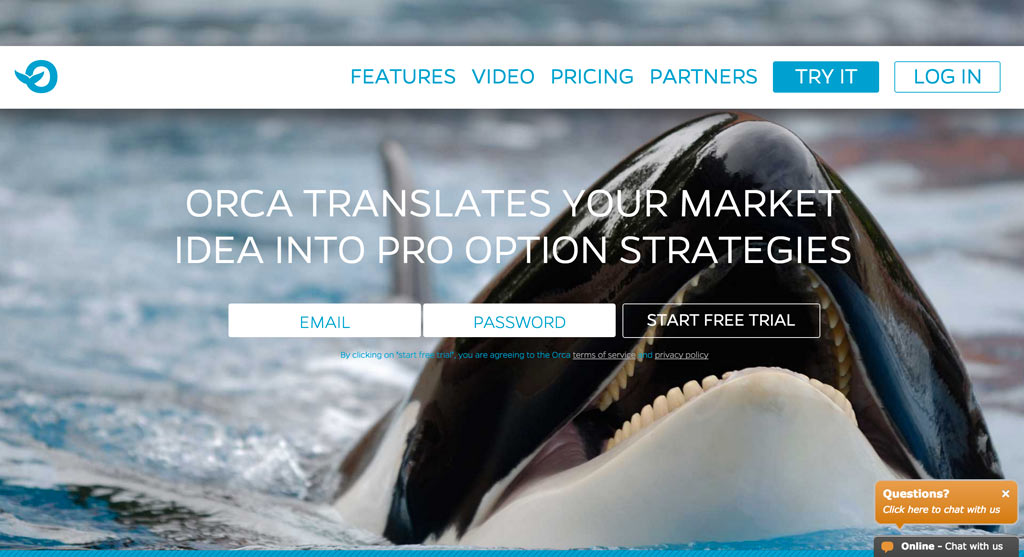 FEATURES VIDEO PRICING PARTNERS TRY IT LOG IN
ORCA TRANSLATES YOUR MARKET
IDEA INTO PRO OPTION STRATEGIES
EMAIL PASSWORD START FREE TRIAL
By clicking on "start free trial", you are agreeing to the Orca terms of service and privacy policy
Questions? ×
Click here to chat with us
Online - Chat with us